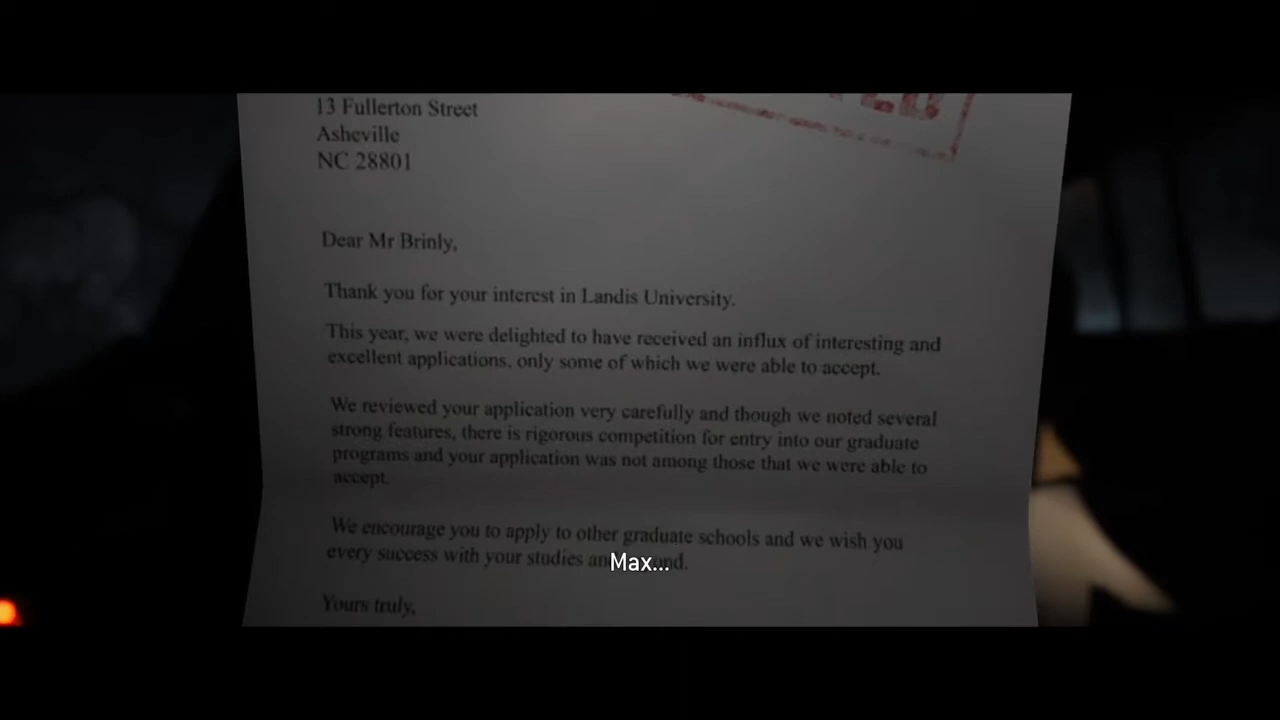 13 Fullerton Street
Asheville
NC 28801
Dear Mr Brinly,
Thank you for your interest in Landis University.
This year, we were delighted to have received an influx of interesting and
excellent applications, only some of which we were able to accept.
We reviewed your application very carefully and though we noted several
strong features, there is rigorous competition for entry into our graduate
programs and your application was not among those that we were able to
accept.
We encourage you to apply to other graduate schools and we wish you
every success with your studies
Max...
Yours truly,